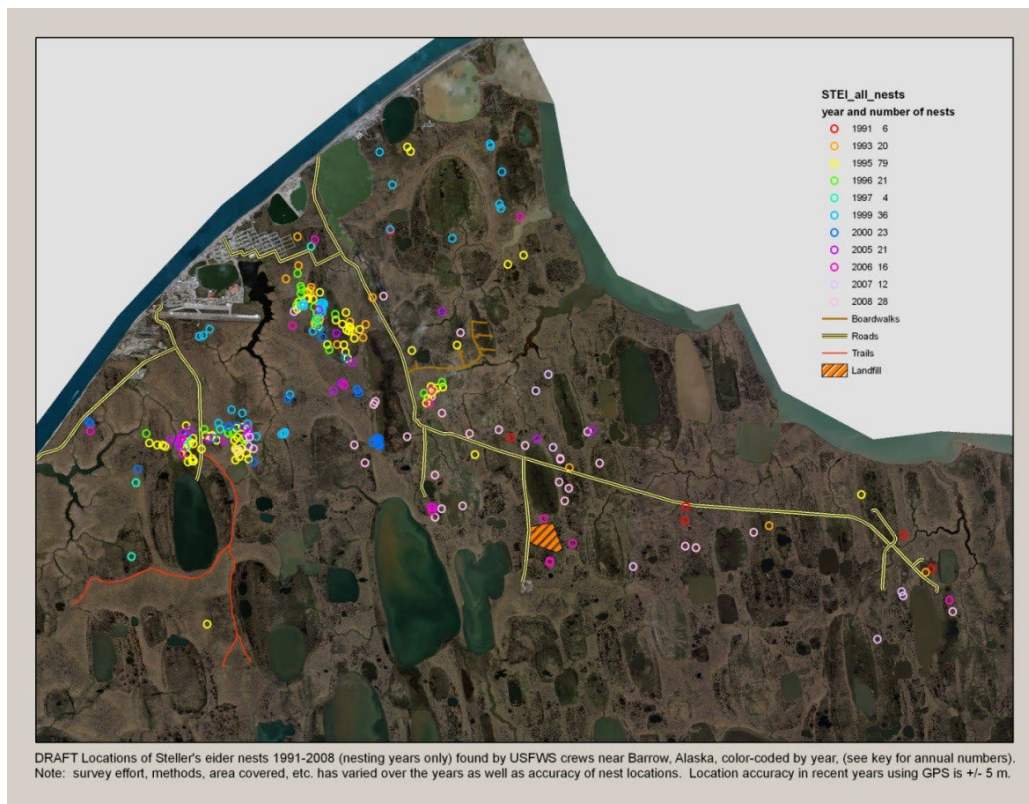 STEI_all_nests
year and number of nests
1991 6
1993 20
1995 79
1996 21
1997 4
1999 36
2000 23
2005 21
2006 16
2007 12
2008 28
Boardwalks
Roads
Trails
Landfill
DRAFT Locations of Steller's eider nests 1991-2008 (nesting years only) found by USFWS crews near Barrow, Alaska, color-coded by year, (see key for annual numbers).
Note: survey effort, methods, area covered, etc. has varied over the years as well as accuracy of nest locations. Location accuracy in recent years using GPS is +/- 5 m.